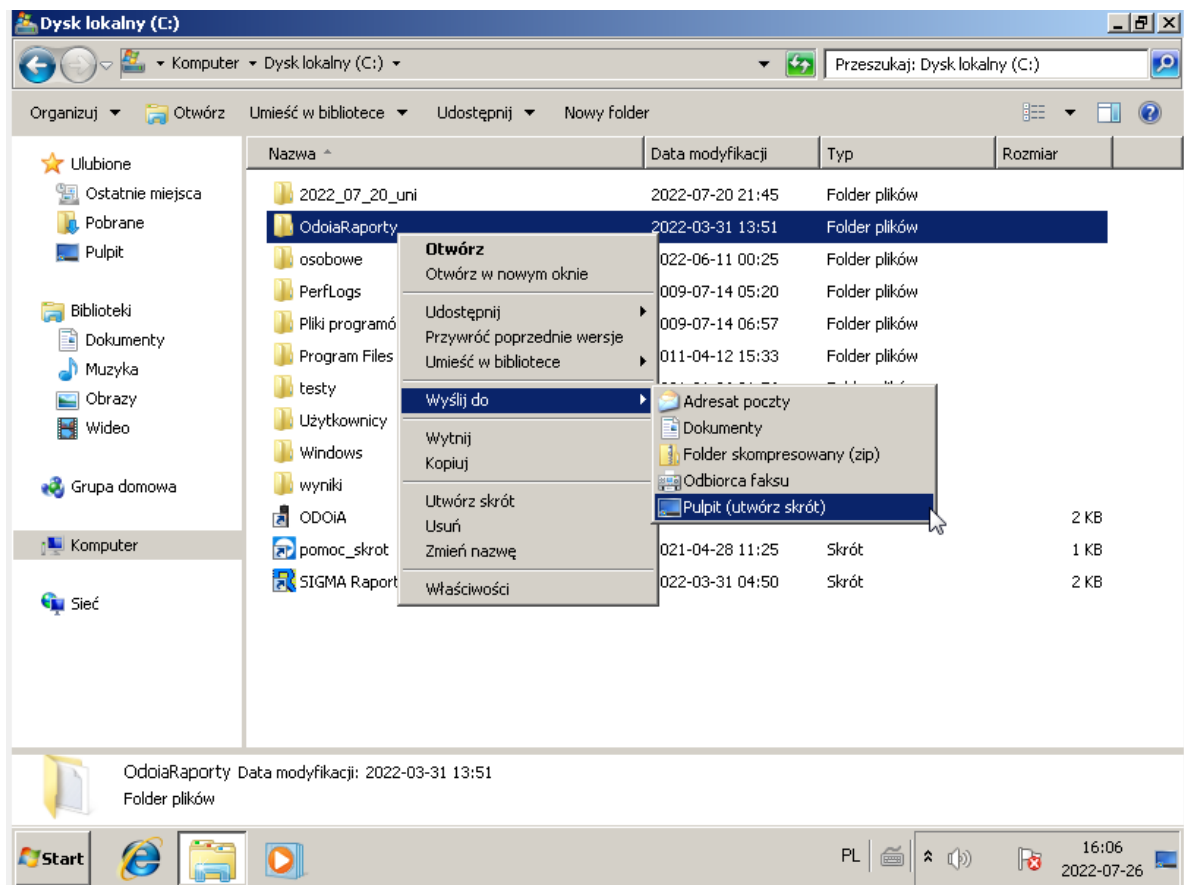 Dysk lokalny (C:)
Komputer Dysk lokalny (C:) Przeszukaj: Dysk lokalny (C:)
Organizuj Otwórz Umieść w bibliotece Udostępnij Nowy folder
Ulubione
Ostatnie miejsca
Pobrane
Pulpit
Biblioteki
Dokumenty
Muzyka
Obrazy
Wideo
Grupa domowa
Komputer
Sieć
Nazwa Data modyfikacji Typ Rozmiar
2022_07_20_uni 2022-07-20 21:45 Folder plików
OdoiaRaporty 2022-03-31 13:51 Folder plików
osobowe 022-06-11 00:25 Folder plików
PerfLogs 009-07-14 05:20 Folder plików
Pliki programó 009-07-14 06:57 Folder plików
Program Files 011-04-12 15:33 Folder plików
testy
Użytkownicy
Windows
wyniki
ODOiA 2 KB
pomoc_skrot 021-04-28 11:25 Skrót 1 KB
SIGMA Raport 022-03-31 04:50 Skrót 2 KB
Otwórz
Otwórz w nowym oknie
Udostępnij
Przywróć poprzednie wersje
Umieść w bibliotece
Wyślij do
Wytnij
Kopiuj
Utwórz skrót
Usuń
Zmień nazwę
Właściwości
Adresat poczty
Dokumenty
Folder skompresowany (zip)
Odbiorca faksu
Pulpit (utwórz skrót)
OdoiaRaporty Data modyfikacji: 2022-03-31 13:51
Folder plików
Start PL 16:06
2022-07-26